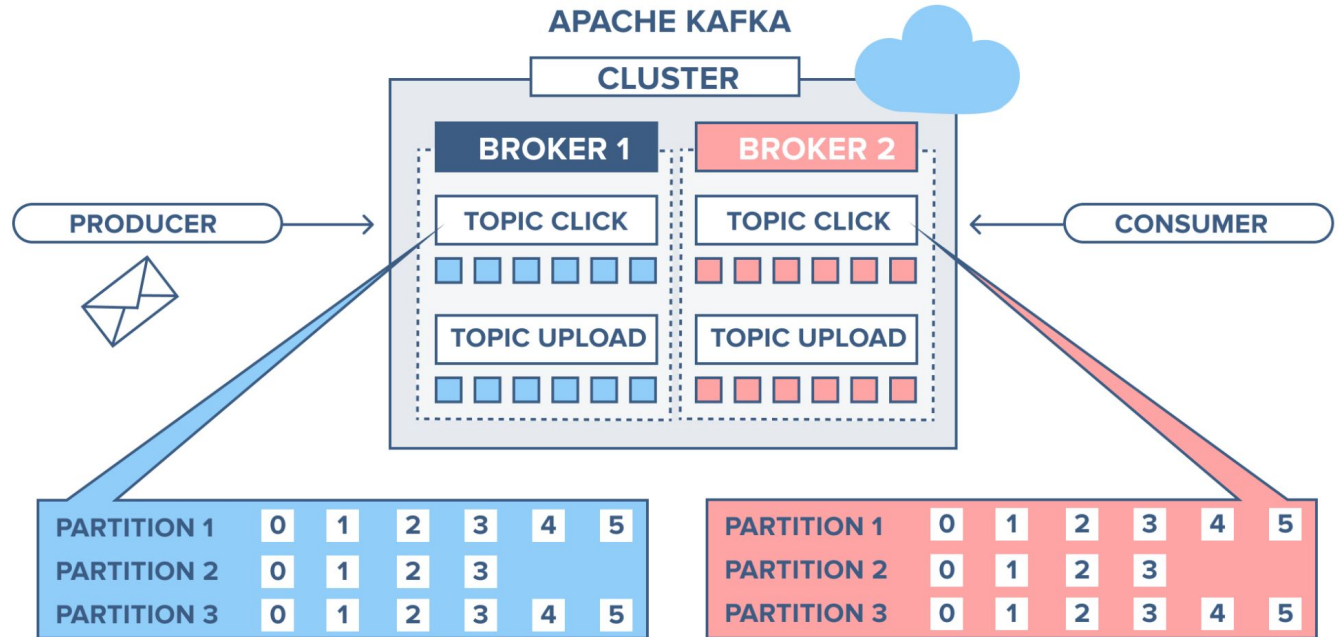 APACHE KAFKA
CLUSTER
BROKER 1
BROKER 2
TOPIC CLICK
TOPIC CLICK
PRODUCER
CONSUMER
TOPIC UPLOAD
TOPIC UPLOAD
PARTITION 1 0 1 2 3 4 5
PARTITION 2 0 1 2 3
PARTITION 3 0 1 2 3 4 5
PARTITION 1 0 1 2 3 4 5
PARTITION 2 0 1 2 3
PARTITION 3 0 1 2 3 4 5